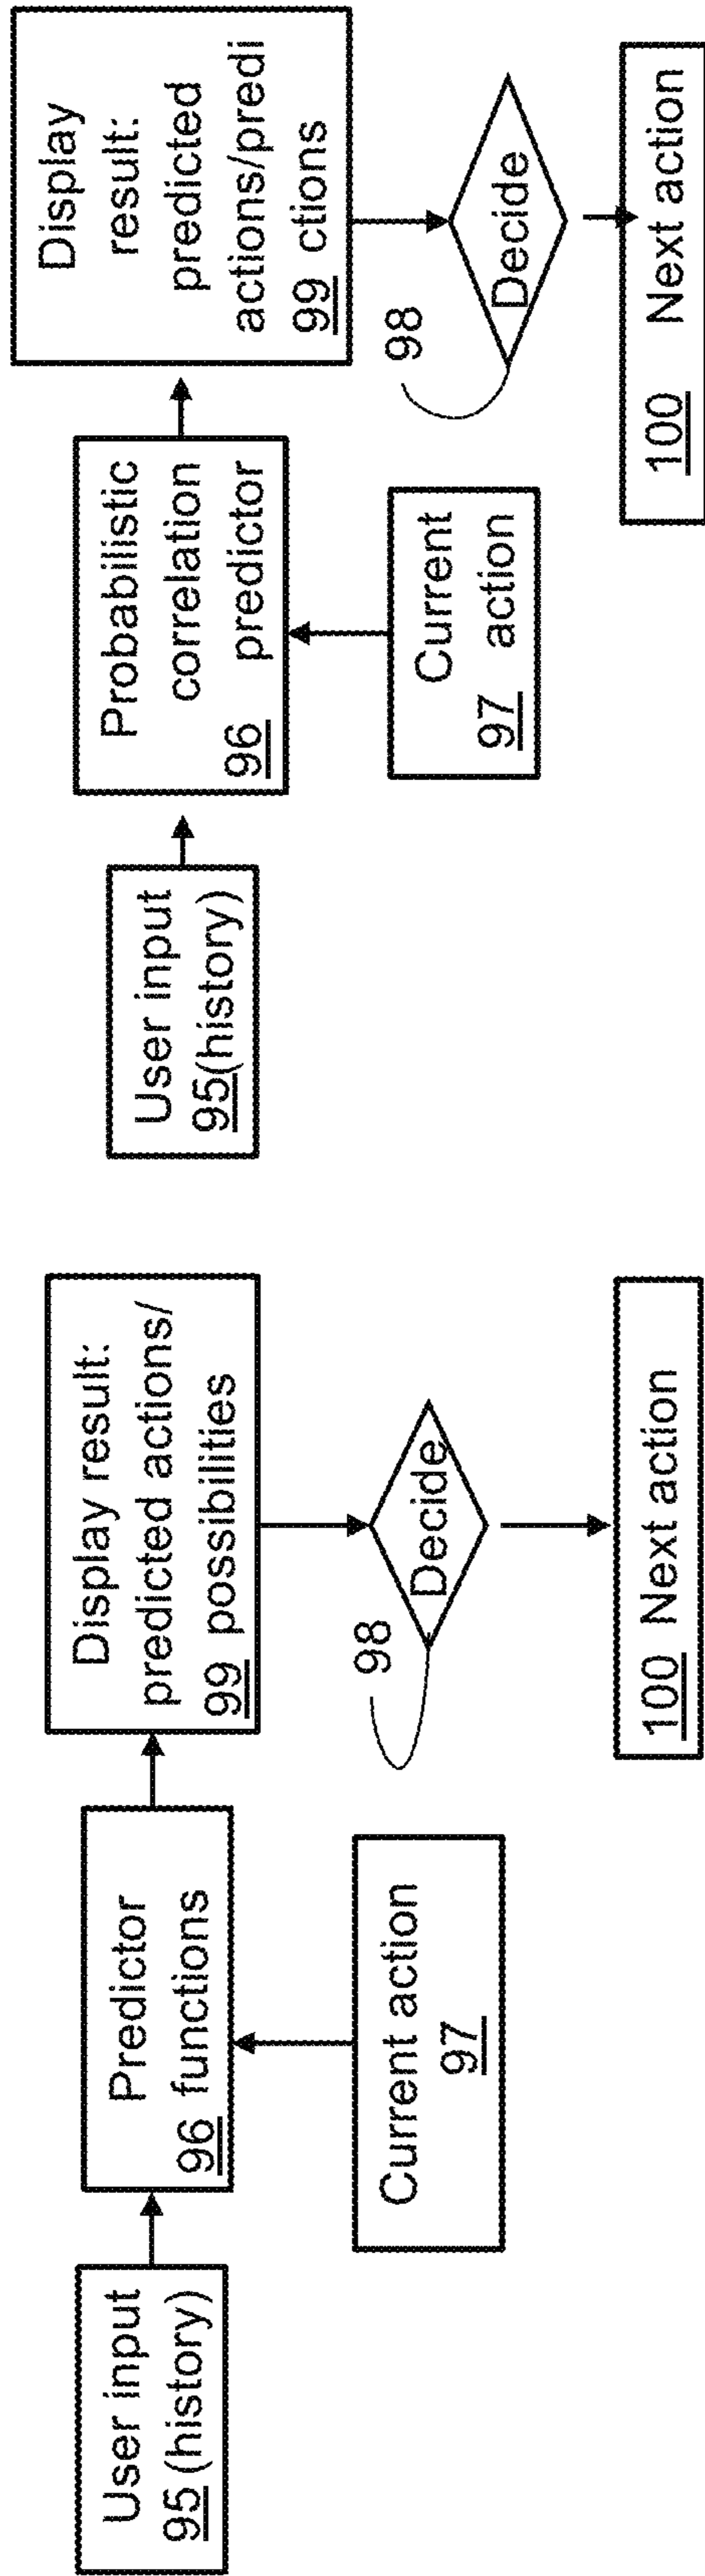 User input
95 (history)
Predictor
96 functions
Current action
97
Display result:
predicted actions/
99 possibilities
98
Decide
100 Next action
User input
95(history)
Probabilistic
correlation
96 predictor
Current
97 action
Display
result:
predicted
actions/predi
99 ctions
98
Decide
100 Next action